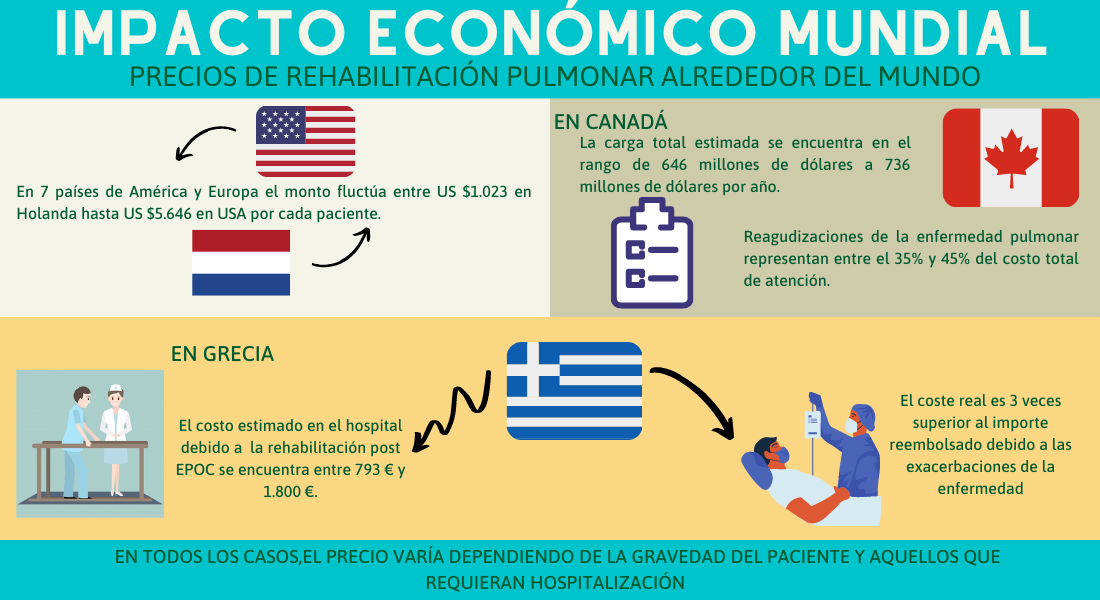 IMPACTO ECONÓMICO MUNDIAL
PRECIOS DE REHABILITACIÓN PULMONAR ALREDEDOR DEL MUNDO
En 7 países de América y Europa el monto fluctúa entre US $1.023 en
Holanda hasta US $5.646 en USA por cada paciente.
EN CANADÁ
La carga total estimada se encuentra en el
rango de 646 millones de dólares a 736
millones de dólares por año.
Reagudizaciones de la enfermedad pulmonar
representan entre el 35% y 45% del costo total
de atención.
EN GRECIA
El costo estimado en el hospital
debido a la rehabilitación post
EPOC se encuentra entre 793 € y
1.800 €.
El coste real es 3 veces
superior al importe
reembolsado debido a las
exacerbaciones de la
enfermedad
EN TODOS LOS CASOS,EL PRECIO VARÍA DEPENDIENDO DE LA GRAVEDAD DEL PACIENTE Y AQUELLOS QUE
REQUIERAN HOSPITALIZACIÓN